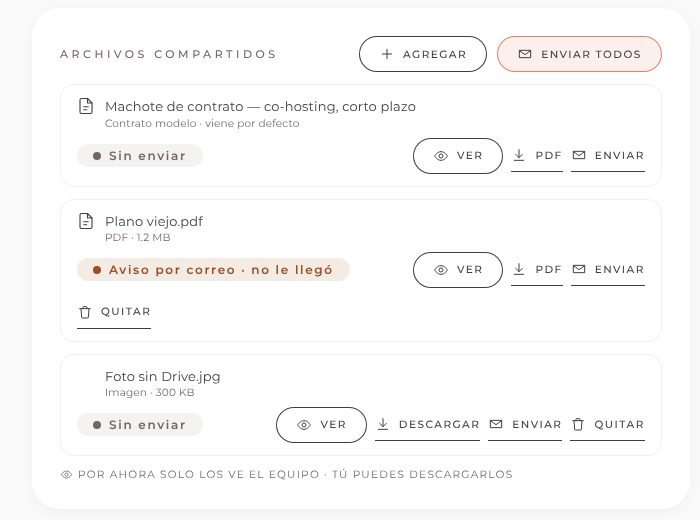 ARCHIVOS COMPARTIDOS
AGREGAR
ENVIAR TODOS
Machote de contrato — co-hosting, corto plazo
Contrato modelo · viene por defecto
Sin enviar
VER
PDF
ENVIAR
Plano viejo.pdf
PDF · 1.2 MB
Aviso por correo · no le llegó
VER
PDF
ENVIAR
QUITAR
Foto sin Drive.jpg
Imagen · 300 KB
Sin enviar
VER
DESCARGAR
ENVIAR
QUITAR
POR AHORA SOLO LOS VE EL EQUIPO · TÚ PUEDES DESCARGARLOS